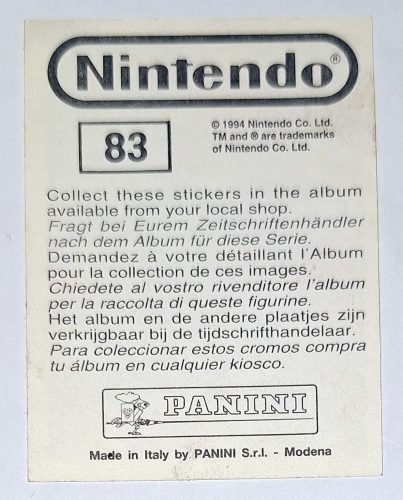 Nintendo®
83
© 1994 Nintendo Co. Ltd.
TM and ® are trademarks
of Nintendo Co. Ltd.
Collect these stickers in the album
available from your local shop.
Fragt bei Eurem Zeitschriftenhändler
nach dem Album für diese Serie.
Demandez à votre détaillant l'Album
pour la collection de ces images.
Chiedete al vostro rivenditore l'album
per la raccolta di queste figurine.
Het album en de andere plaatjes zijn
verkrijgbaar bij de tijdschrifthandelaar.
Para coleccionar estos cromos compra
tu álbum en cualquier kiosco.
PANINI
Made in Italy by PANINI S.r.l. - Modena